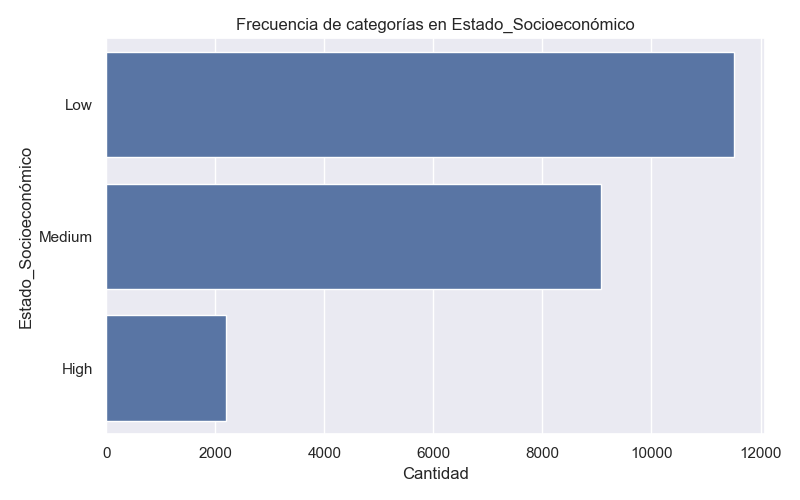 Frecuencia de categorías en Estado_Socioeconómico
Estado_Socioeconómico
Low
Medium
High
0 2000 4000 6000 8000 10000 12000
Cantidad